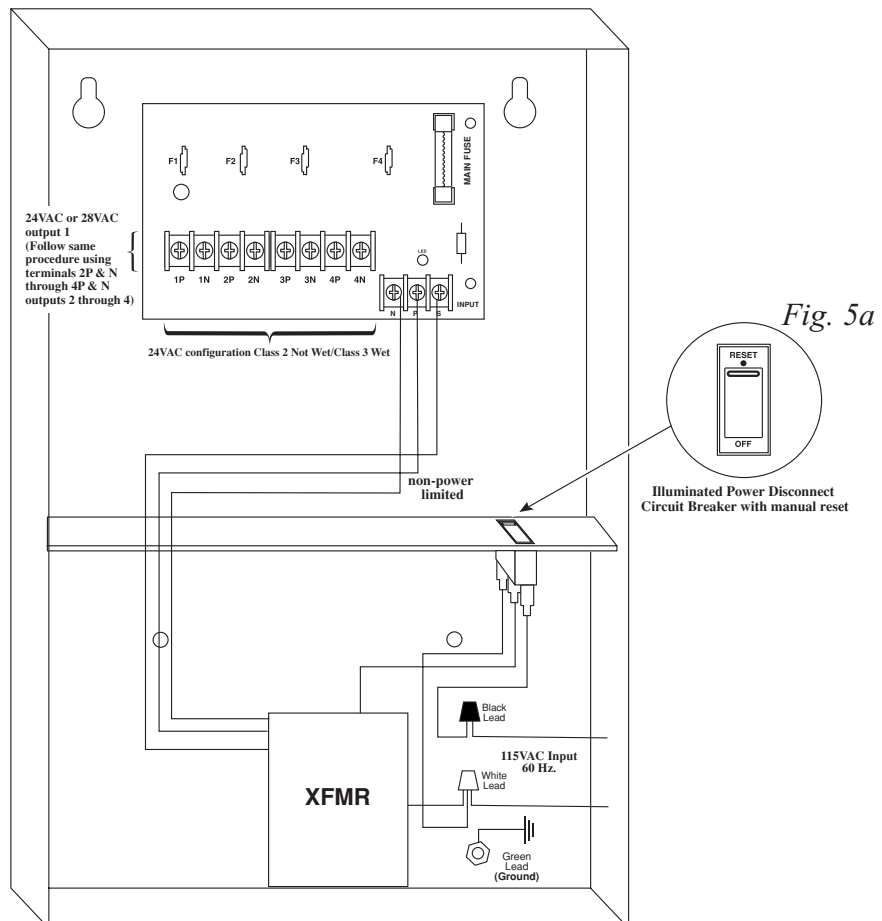 F1
F2
F3
F4
MAIN FUSE
24VAC or 28VAC
output 1
(Follow same
procedure using
terminals 2P & N
through 4P & N
outputs 2 through 4)
1P 1N 2P 2N 3P 3N 4P 4N
LED
N P S
INPUT
24VAC configuration Class 2 Not Wet/Class 3 Wet
Fig. 5a
RESET
OFF
Illuminated Power Disconnect
Circuit Breaker with manual reset
non-power
limited
Black
Lead
115VAC Input
60 Hz.
White
Lead
XFMR
Green
Lead
(Ground)